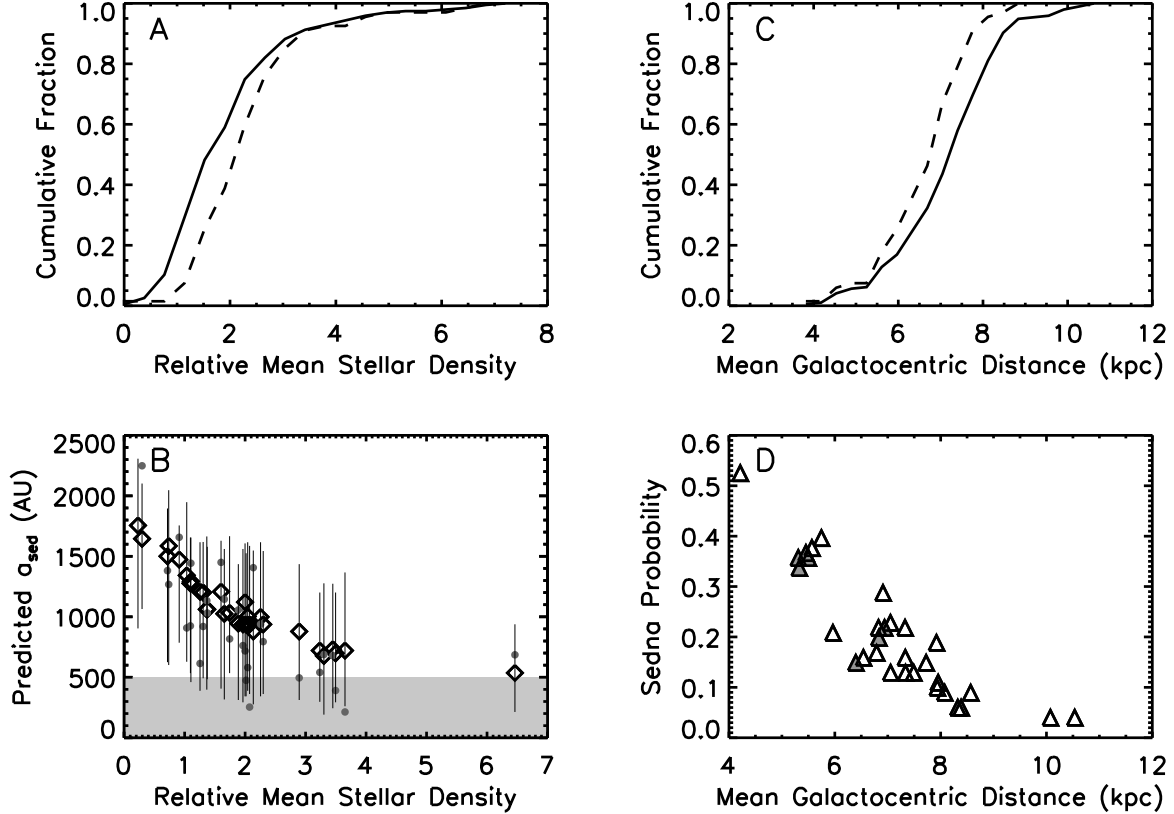 A
1.0
0.8
0.6
0.4
0.2
0.0
Cumulative Fraction
0 2 4 6 8
Relative Mean Stellar Density
C
1.0
0.8
0.6
0.4
0.2
0.0
Cumulative Fraction
2 4 6 8 10 12
Mean Galactocentric Distance (kpc)
B
2500
2000
1500
1000
500
0
Predicted a_sed (AU)
0 1 2 3 4 5 6 7
Relative Mean Stellar Density
D
0.6
0.5
0.4
0.3
0.2
0.1
0.0
Sedna Probability
4 6 8 10 12
Mean Galactocentric Distance (kpc)